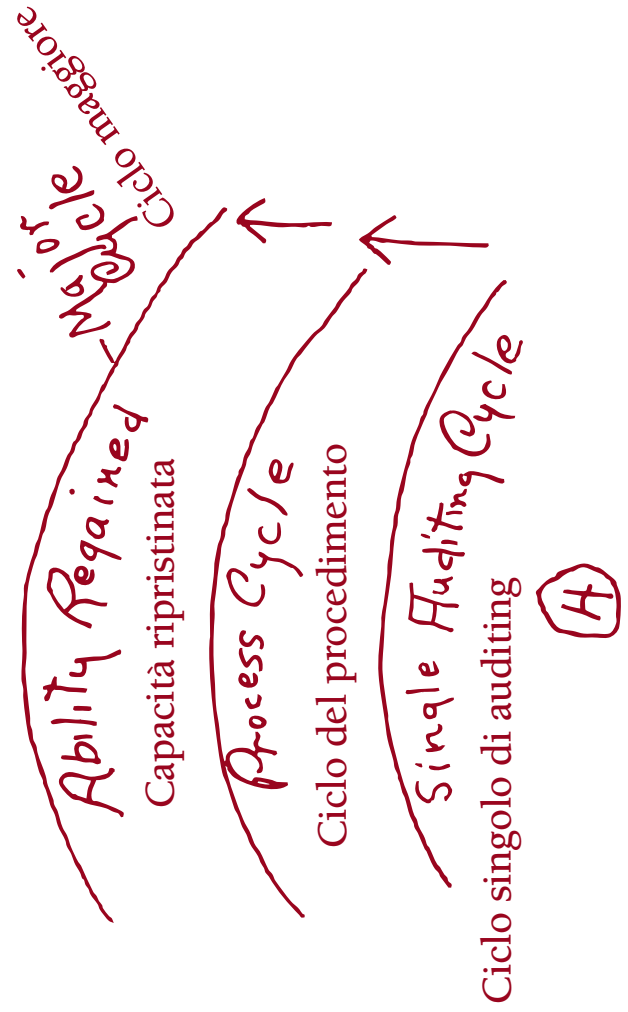 Major
Cycle
Ciclo maggiore
Ability Regained
Capacità ripristinata
Process Cycle
Ciclo del procedimento
Single Auditing Cycle
Ciclo singolo di auditing
H